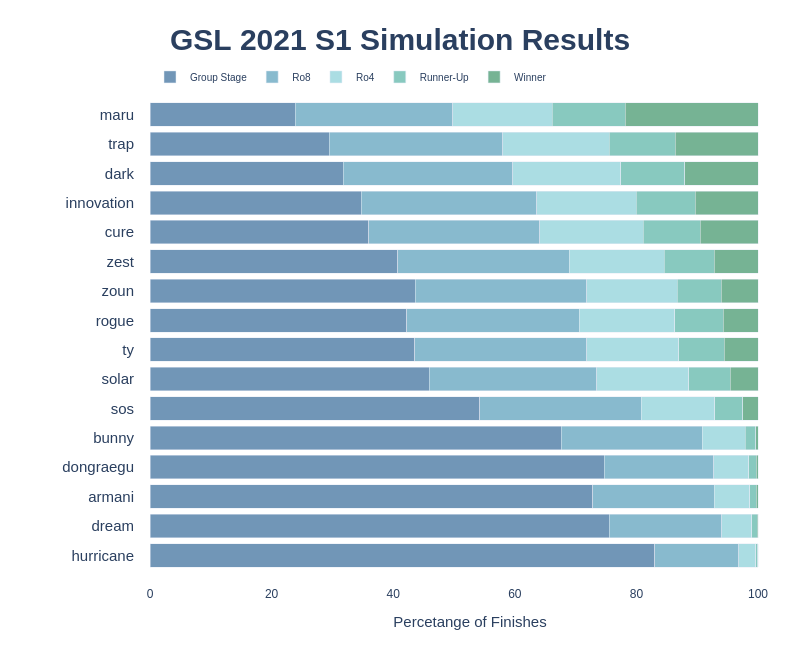 GSL 2021 S1 Simulation Results
Group Stage Ro8 Ro4 Runner-Up Winner
maru
trap
dark
innovation
cure
zest
zoun
rogue
ty
solar
sos
bunny
dongraegu
armani
dream
hurricane
0 20 40 60 80 100
Percetange of Finishes